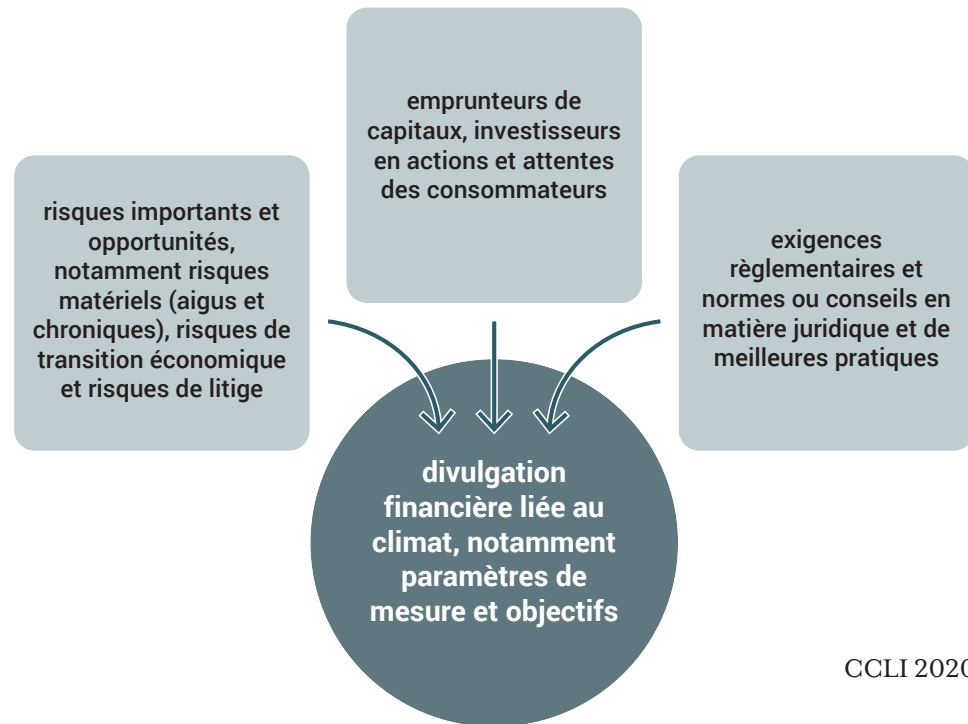 emprunteurs de
capitaux, investisseurs
en actions et attentes
des consommateurs
risques importants et
opportunités,
notamment risques
matériels (aigus et
chroniques), risques de
transition économique
et risques de litige
exigences
règlementaires et
normes ou conseils en
matière juridique et de
meilleures pratiques
divulgation
financière liée au
climat, notamment
paramètres de
mesure et objectifs
CCLI 2020